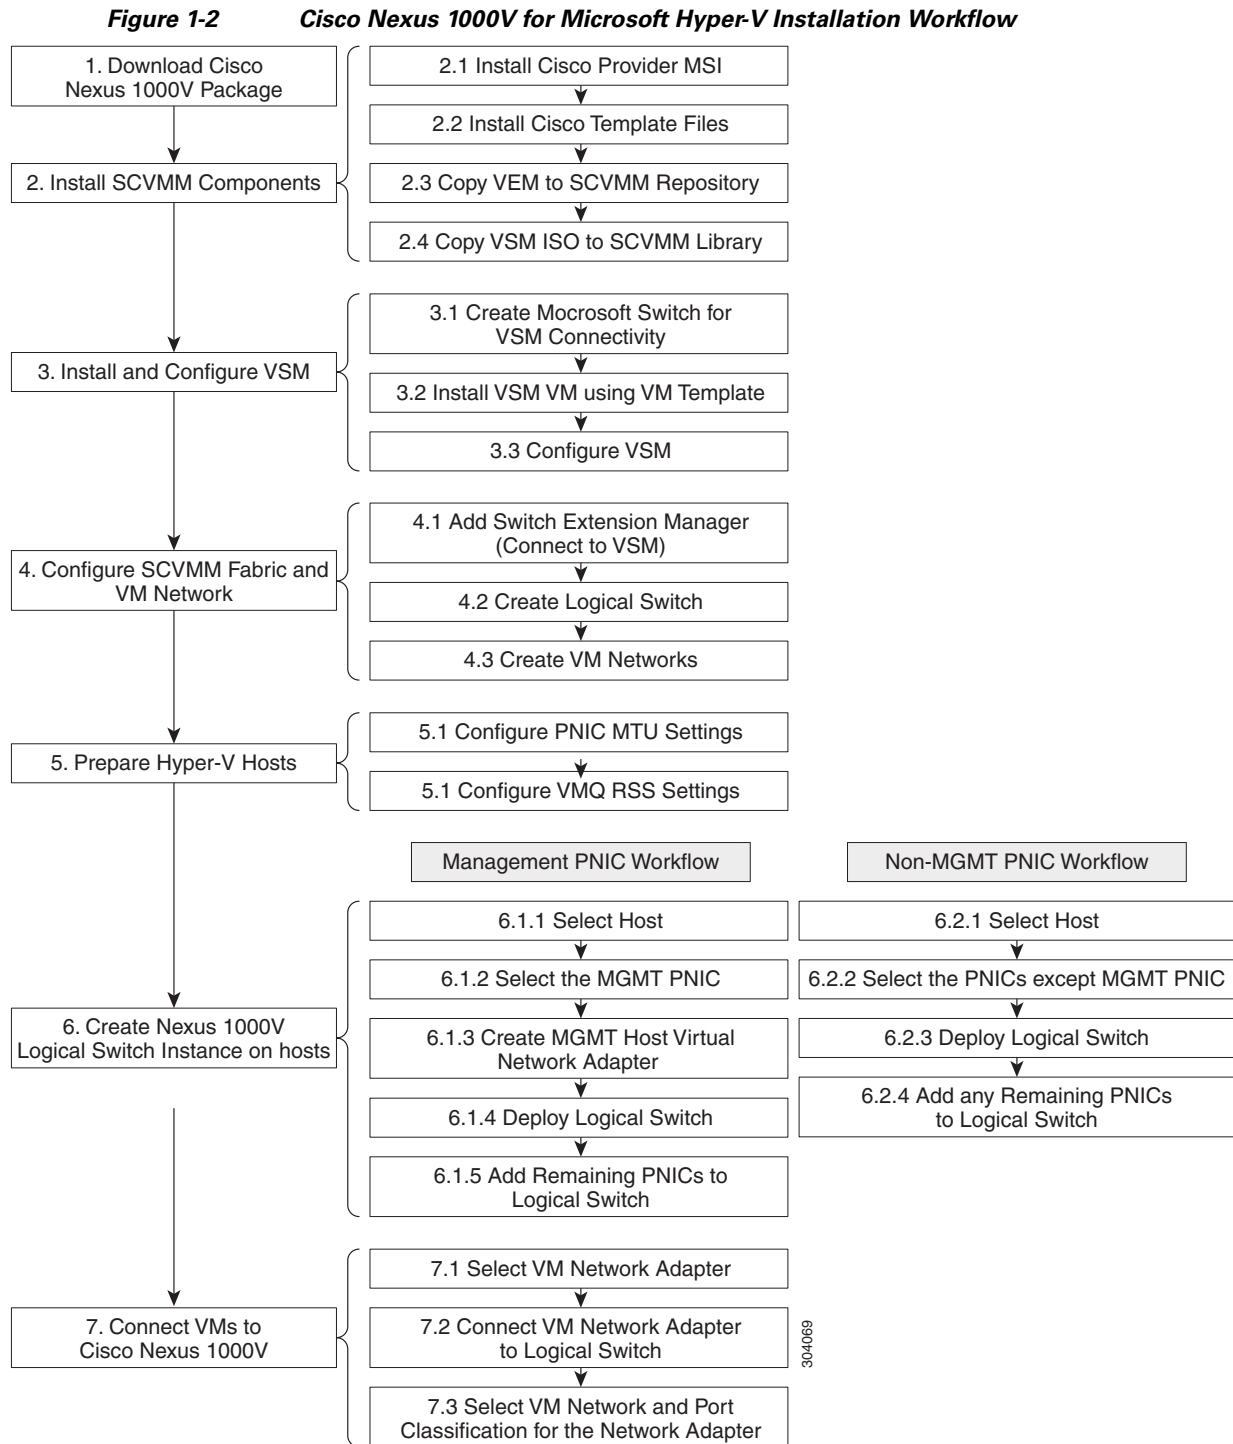 Figure 1-2 Cisco Nexus 1000V for Microsoft Hyper-V Installation Workflow
1. Download Cisco
Nexus 1000V Package
2.1 Install Cisco Provider MSI
2.2 Install Cisco Template Files
2. Install SCVMM Components
2.3 Copy VEM to SCVMM Repository
2.4 Copy VSM ISO to SCVMM Library
3.1 Create Mocrosoft Switch for
VSM Connectivity
3. Install and Configure VSM
3.2 Install VSM VM using VM Template
3.3 Configure VSM
4.1 Add Switch Extension Manager
(Connect to VSM)
4. Configure SCVMM Fabric and
VM Network
4.2 Create Logical Switch
4.3 Create VM Networks
5.1 Configure PNIC MTU Settings
5. Prepare Hyper-V Hosts
5.1 Configure VMQ RSS Settings
Management PNIC Workflow
Non-MGMT PNIC Workflow
6.1.1 Select Host
6.2.1 Select Host
6.1.2 Select the MGMT PNIC
6.2.2 Select the PNICs except MGMT PNIC
6. Create Nexus 1000V
Logical Switch Instance on hosts
6.1.3 Create MGMT Host Virtual
Network Adapter
6.2.3 Deploy Logical Switch
6.1.4 Deploy Logical Switch
6.2.4 Add any Remaining PNICs
to Logical Switch
6.1.5 Add Remaining PNICs to
Logical Switch
7.1 Select VM Network Adapter
7. Connect VMs to
Cisco Nexus 1000V
7.2 Connect VM Network Adapter
to Logical Switch
304069
7.3 Select VM Network and Port
Classification for the Network Adapter